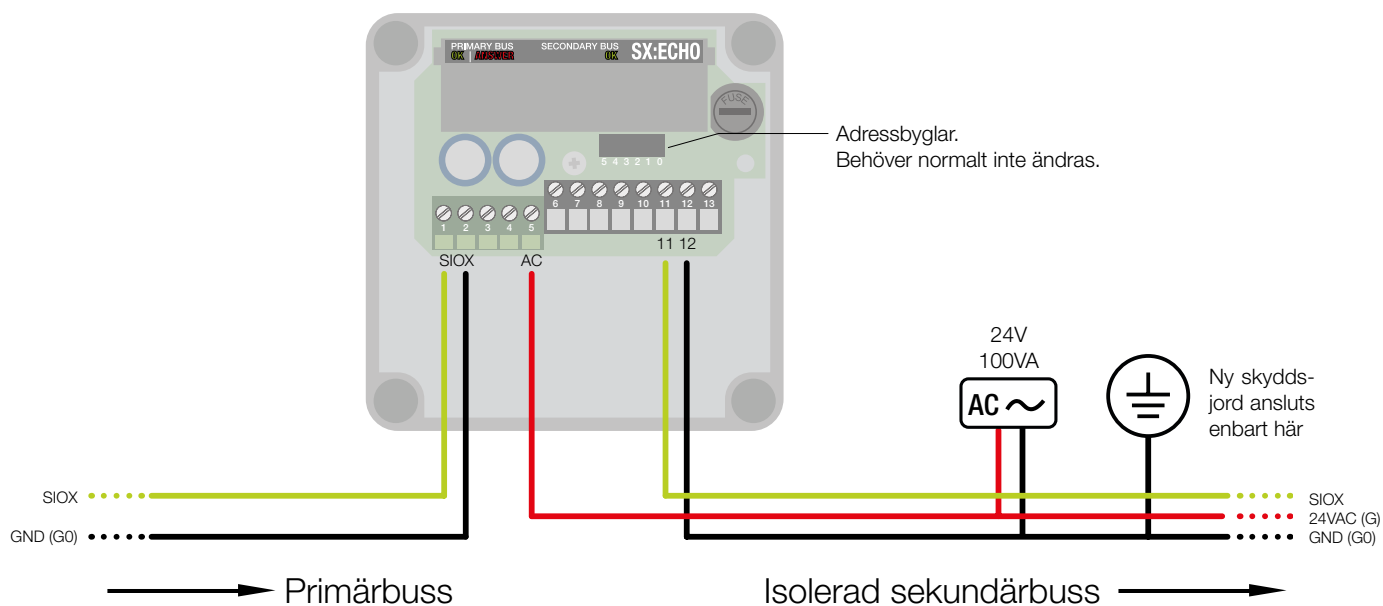 PRIMARY BUS
OK | ANSWER
SECONDARY BUS
OK
SX:ECHO
FUSE
Adressbyglar.
Behöver normalt inte ändras.
5 4 3 2 1 0
6 7 8 9 10 11 12 13
1 2 3 4 5
11 12
SIOX
AC
24V
100VA
AC
Ny skydds-
jord ansluts
enbart här
SIOX
GND (G0)
SIOX
24VAC (G)
GND (G0)
Primärbuss
Isolerad sekundärbuss